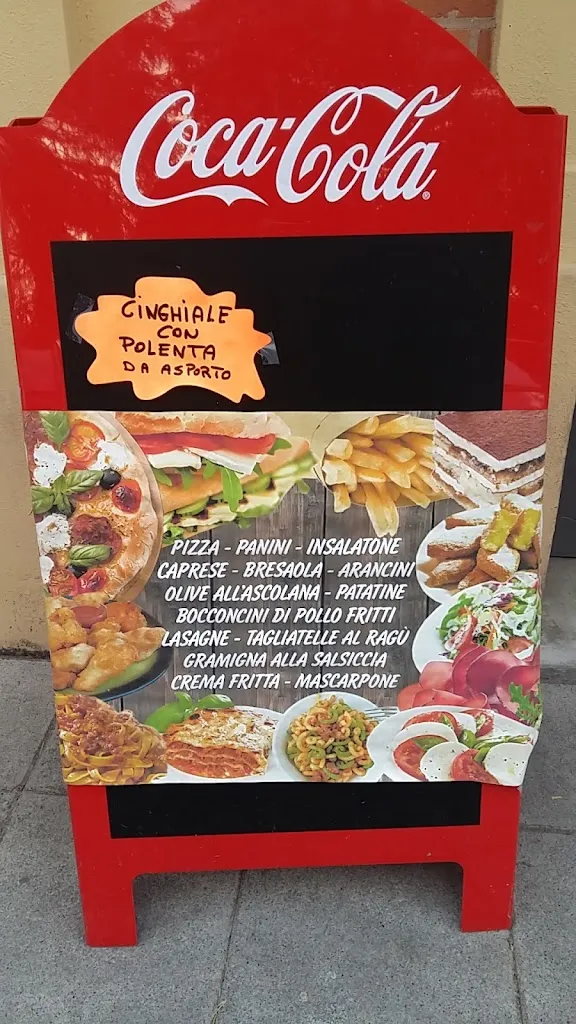 Coca-Cola
CINGHIALE
CON
POLENTA
DA ASPORTO
PIZZA - PANINI - INSALATONE
CAPRESE - BRESAOLA - ARANCINI
OLIVE ALL'ASCOLANA - PATATINE
BOCCONCINI DI POLLO FRITTI
LASAGNE - TAGLIATELLE AL RAGÙ
GRAMIGNA ALLA SALSICCIA
CREMA FRITTA - MASCARPONE